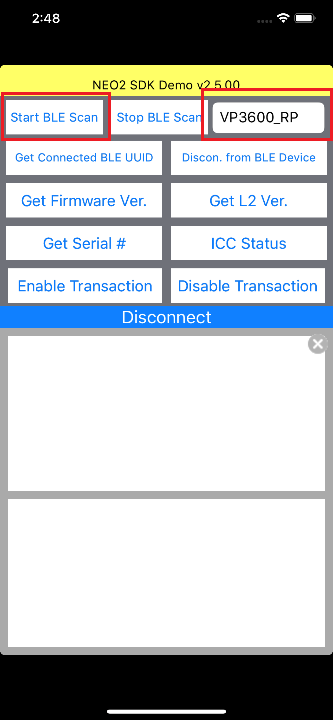 2:48
NEO2 SDK Demo v2.5.00
Start BLE Scan
Stop BLE Scan
VP3600_RP
Get Connected BLE UUID
Discon. from BLE Device
Get Firmware Ver.
Get L2 Ver.
Get Serial #
ICC Status
Enable Transaction
Disable Transaction
Disconnect